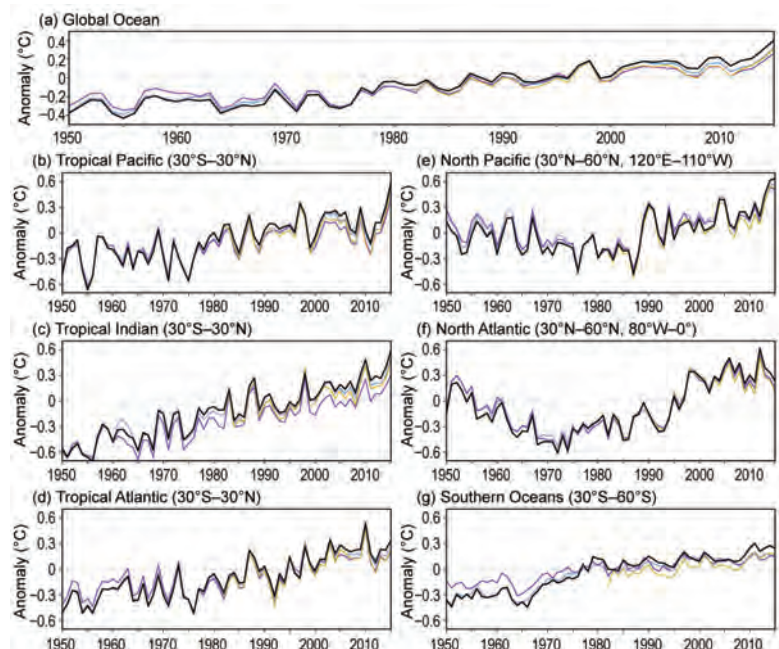 (a) Global Ocean
Anomaly (°C)
0.4
0.2
0
−0.2
−0.4
1950 1960 1970 1980 1990 2000 2010
(b) Tropical Pacific (30°S–30°N)
Anomaly (°C)
0.6
0.3
0
−0.3
−0.6
1950 1960 1970 1980 1990 2000 2010
(c) Tropical Indian (30°S–30°N)
Anomaly (°C)
0.6
0.3
0
−0.3
−0.6
1950 1960 1970 1980 1990 2000 2010
(d) Tropical Atlantic (30°S–30°N)
Anomaly (°C)
0.6
0.3
0
−0.3
−0.6
1950 1960 1970 1980 1990 2000 2010
(e) North Pacific (30°N–60°N, 120°E–110°W)
Anomaly (°C)
0.6
0.3
0
−0.3
−0.6
1950 1960 1970 1980 1990 2000 2010
(f) North Atlantic (30°N–60°N, 80°W–0°)
Anomaly (°C)
0.6
0.3
0
−0.3
−0.6
1950 1960 1970 1980 1990 2000 2010
(g) Southern Oceans (30°S–60°S)
Anomaly (°C)
0.6
0.3
0
−0.3
−0.6
1950 1960 1970 1980 1990 2000 2010